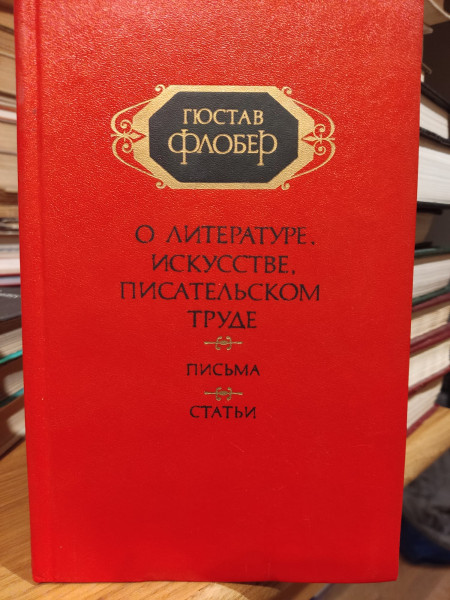 ГЮСТАВ
ФЛОБЕР
О ЛИТЕРАТУРЕ,
ИСКУССТВЕ,
ПИСАТЕЛЬСКОМ
ТРУДЕ
ПИСЬМА
СТАТЬИ